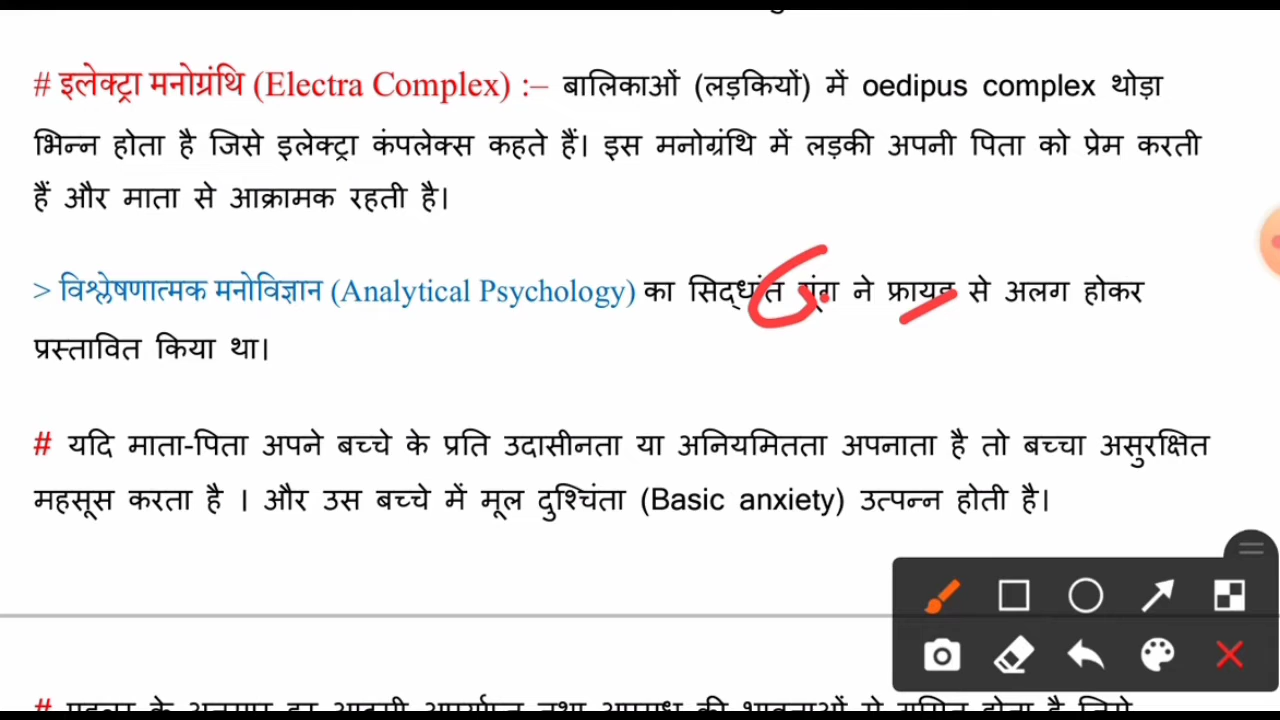 # इलेक्ट्रा मनोग्रंथि (Electra Complex) :– बालिकाओं (लड़कियों) में oedipus complex थोड़ा
भिन्न होता है जिसे इलेक्ट्रा कंपलेक्स कहते हैं। इस मनोग्रंथि में लड़की अपनी पिता को प्रेम करती
हैं और माता से आक्रामक रहती है।
> विश्लेषणात्मक मनोविज्ञान (Analytical Psychology) का सिद्धांत युंग ने फ्रायड से अलग होकर
प्रस्तावित किया था।
# यदि माता-पिता अपने बच्चे के प्रति उदासीनता या अनियमितता अपनाता है तो बच्चा असुरक्षित
महसूस करता है । और उस बच्चे में मूल दुश्चिंता (Basic anxiety) उत्पन्न होती है।
#